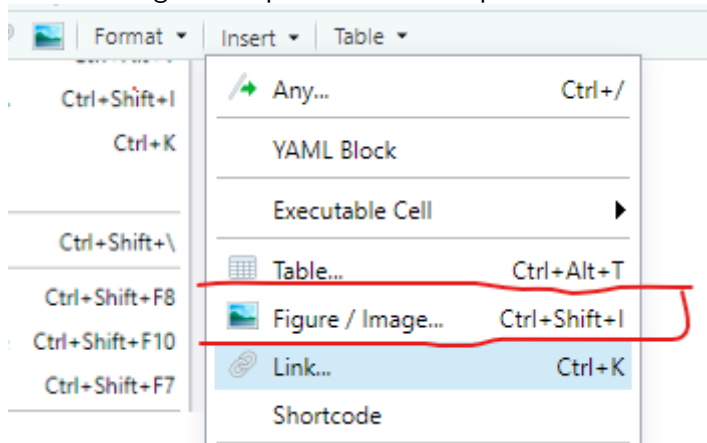 Format Insert Table
Ctrl+Shift+I
Ctrl+K
Ctrl+Shift+\
Ctrl+Shift+F8
Ctrl+Shift+F10
Ctrl+Shift+F7
Any... Ctrl+/
YAML Block
Executable Cell
Table... Ctrl+Alt+T
Figure / Image... Ctrl+Shift+I
Link... Ctrl+K
Shortcode